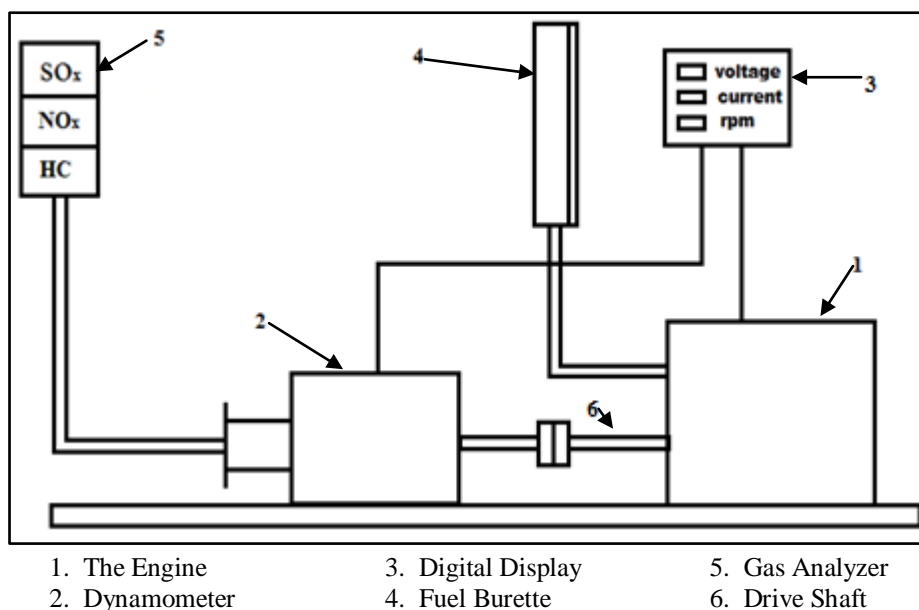 5
SOx
NOx
HC
4
voltage
current
rpm
3
1
2
6
1. The Engine
2. Dynamometer
3. Digital Display
4. Fuel Burette
5. Gas Analyzer
6. Drive Shaft